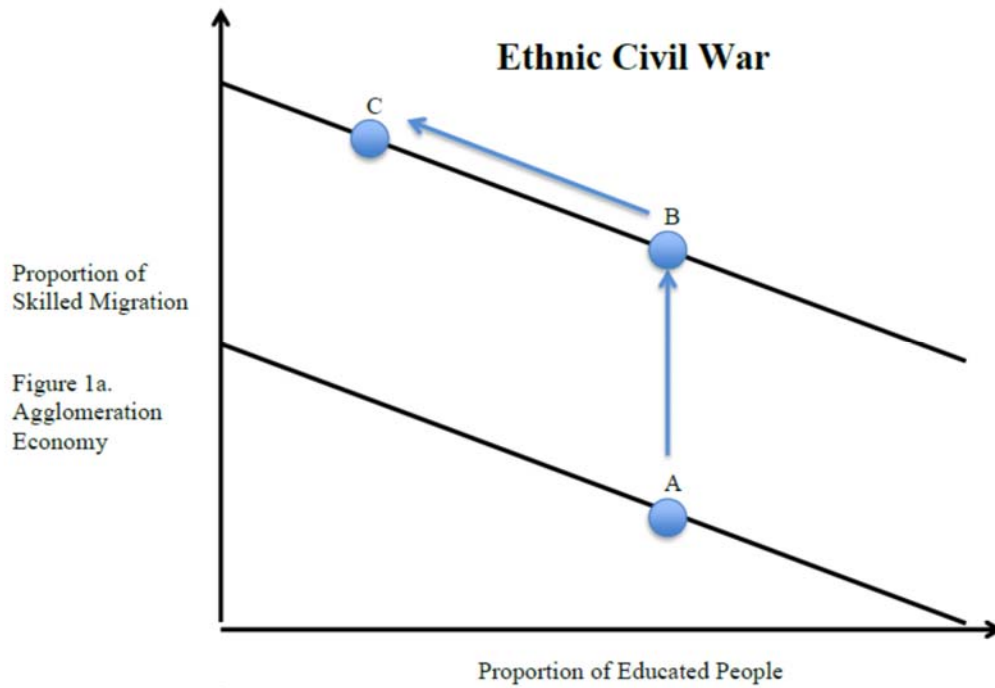 Ethnic Civil War
C
B
Proportion of
Skilled Migration
Figure 1a.
Agglomeration
Economy
A
Proportion of Educated People